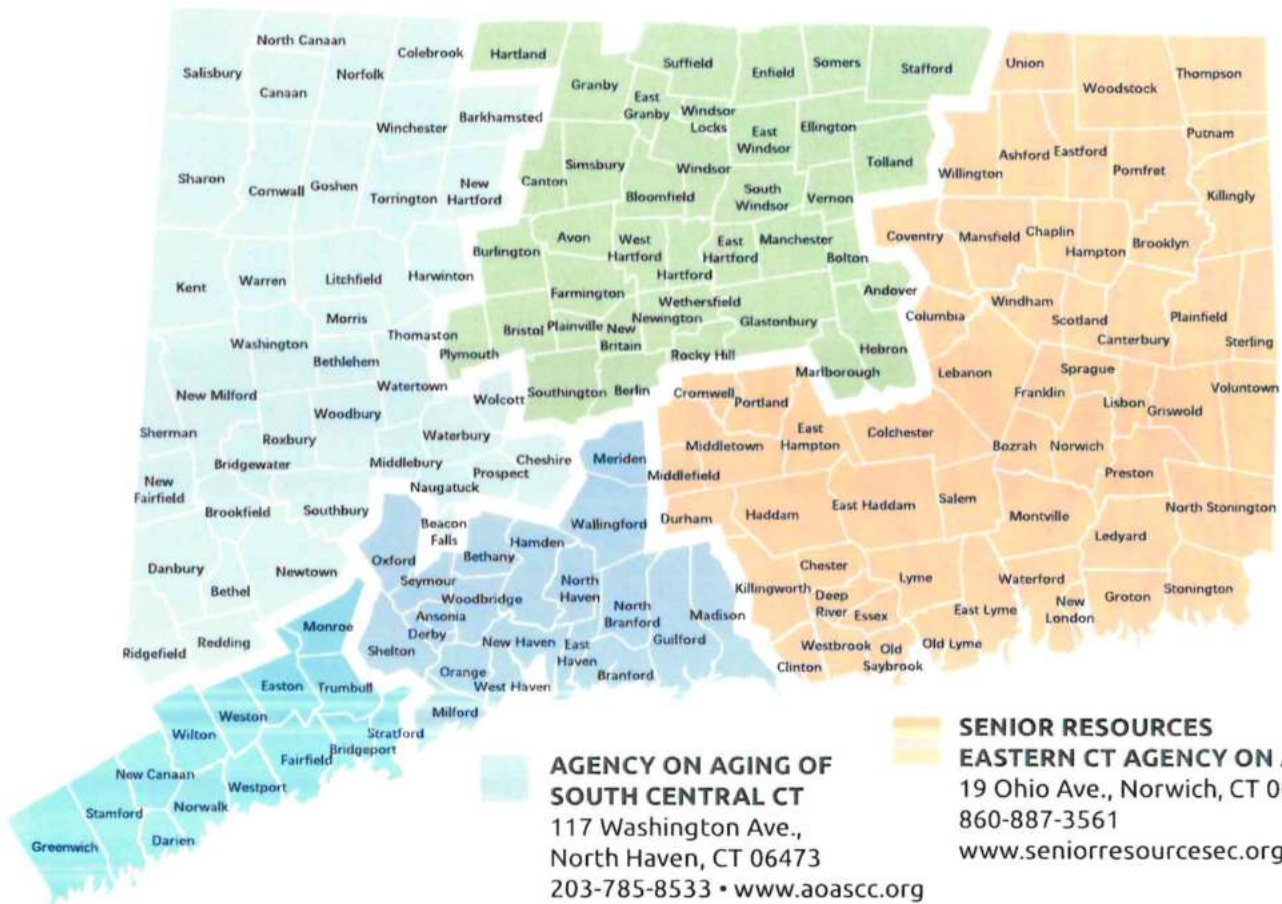 North Canaan
Colebrook
Hartland
Suffield
Enfield
Somers
Stafford
Union
Woodstock
Thompson
Salisbury
Canaan
Norfolk
Granby
East
Granby
Windsor
Locks
East
Windsor
Ellington
Putnam
Winchester
Barkhamsted
Simsbury
Windsor
Tolland
Willington
Ashford
Eastford
Pomfret
Killingly
Sharon
Cornwall
Goshen
Torrington
New
Hartford
Canton
Bloomfield
South
Windsor
Vernon
Coventry
Mansfield
Chaplin
Hampton
Brooklyn
Burlington
Avon
West
Hartford
Hartford
East
Hartford
Manchester
Bolton
Andover
Kent
Warren
Litchfield
Harwinton
Farmington
Wethersfield
Newington
Glastonbury
Columbia
Windham
Scotland
Canterbury
Plainfield
Sterling
Morris
Thomaston
Plymouth
Bristol
Plainville
New
Britain
Rocky Hill
Hebron
Marlborough
Washington
Bethlehem
Watertown
Wolcott
Southington
Berlin
Cromwell
Portland
Lebanon
Franklin
Sprague
Lisbon
Griswold
Voluntown
New Milford
Woodbury
Waterbury
Sherman
Roxbury
Bridgewater
Middlebury
Naugatuck
Prospect
Cheshire
Meriden
Middletown
Middlefield
East
Hampton
Colchester
Bozrah
Norwich
Preston
New
Fairfield
Brookfield
Southbury
Beacon
Falls
Oxford
Bethany
Hamden
Wallingford
Durham
Haddam
East Haddam
Salem
Montville
Ledyard
North Stonington
Danbury
Bethel
Newtown
Seymour
Woodbridge
Ansonia
Derby
Shelton
North
Haven
North
Branford
Guilford
Madison
Killingworth
Chester
Deep
River
Essex
Lyme
East Lyme
Waterford
New
London
Groton
Stonington
Ridgefield
Redding
Monroe
Orange
New Haven
West Haven
East
Haven
Branford
Clinton
Westbrook
Old
Saybrook
Old Lyme
Easton
Trumbull
Milford
Stratford
Weston
Wilton
Fairfield
Bridgeport
New Canaan
Westport
Norwalk
Stamford
Darien
Greenwich
AGENCY ON AGING OF
SOUTH CENTRAL CT
117 Washington Ave.,
North Haven, CT 06473
203-785-8533 • www.aoascc.org
SENIOR RESOURCES
EASTERN CT AGENCY ON
19 Ohio Ave., Norwich, CT
860-887-3561
www.seniorresourcesec.org